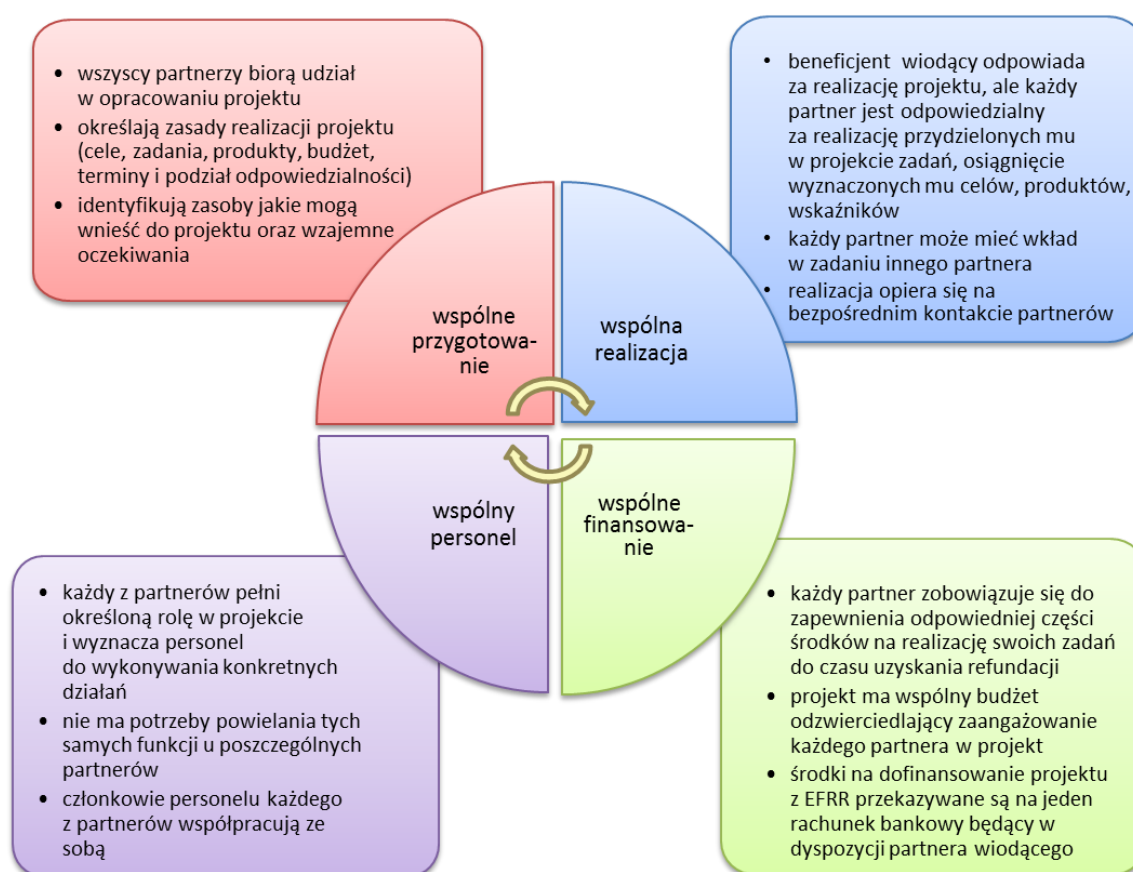 • wszyscy partnerzy biorą udział
w opracowaniu projektu
• określają zasady realizacji projektu
(cele, zadania, produkty, budżet,
terminy i podział odpowiedzialności)
• identyfikują zasoby jakie mogą
wnieść do projektu oraz wzajemne
oczekiwania
• beneficjent wiodący odpowiada
za realizację projektu, ale każdy
partner jest odpowiedzialny
za realizację przydzielonych mu
w projekcie zadań, osiągnięcie
wyznaczonych mu celów, produktów,
wskaźników
• każdy partner może mieć wkład
w zadaniu innego partnera
• realizacja opiera się na
bezpośrednim kontakcie partnerów
wspólne
przygotowa-
nie
wspólna
realizacja
wspólny
personel
wspólne
finansowa-
nie
• każdy z partnerów pełni
określoną rolę w projekcie
i wyznacza personel
do wykonywania konkretnych
działań
• nie ma potrzeby powielania tych
samych funkcji u poszczególnych
partnerów
• członkowie personelu każdego
z partnerów współpracują ze
sobą
• każdy partner zobowiązuje się do
zapewnienia odpowiedniej części
środków na realizację swoich zadań
do czasu uzyskania refundacji
• projekt ma wspólny budżet
odzwierciedlający zaangażowanie
każdego partnera w projekt
• środki na dofinansowanie projektu
z EFRR przekazywane są na jeden
rachunek bankowy będący w
dyspozycji partnera wiodącego